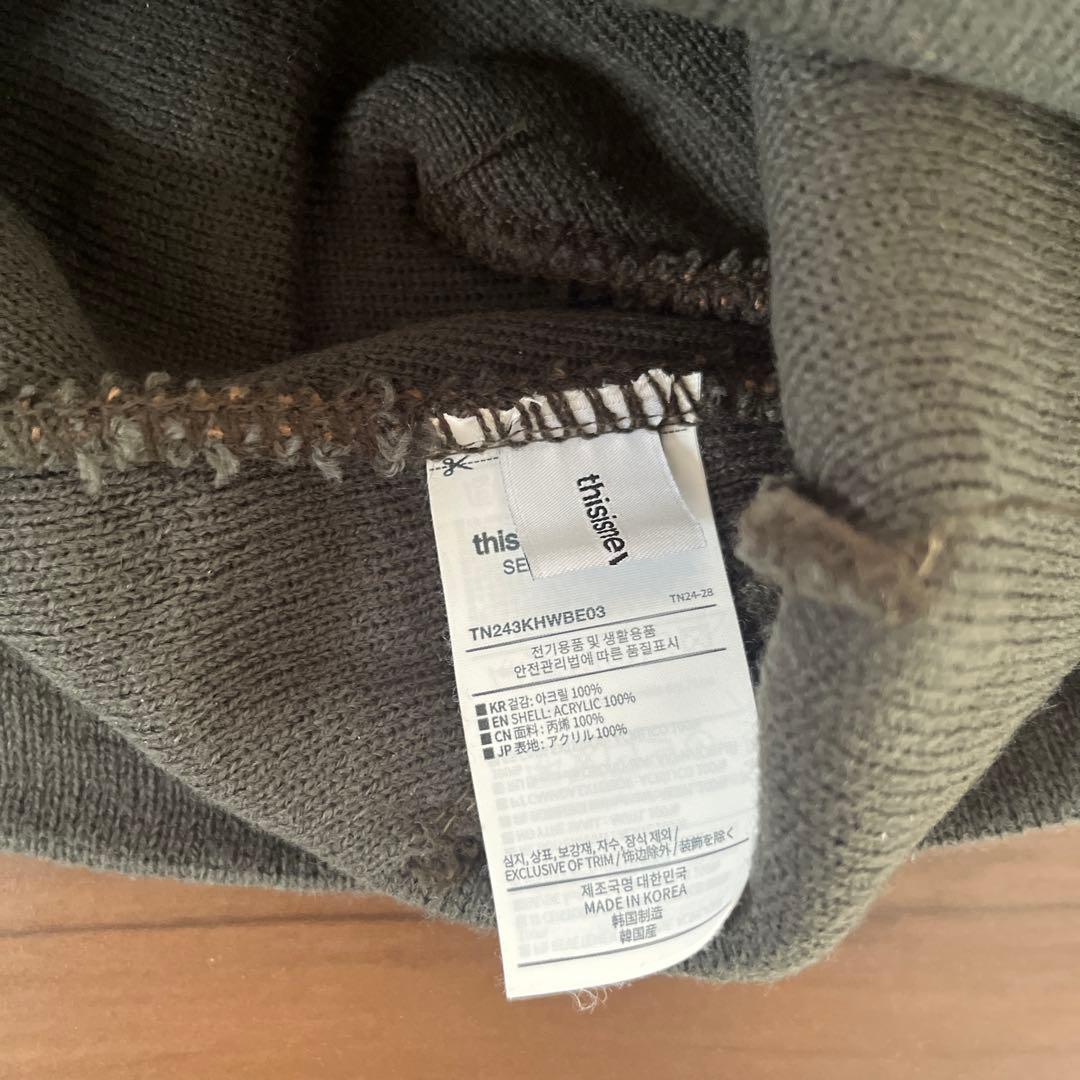 thisisne
this
SE
TN24-28
TN243KHWBE03
전기용품 및 생활용품
안전관리법에 따른 품질표시
KR 겉감: 아크릴 100%
EN SHELL: ACRYLIC 100%
CN 面料: 丙烯 100%
JP 表地: アクリル 100%
심지, 상표, 보강재, 자수, 장식 제외/
EXCLUSIVE OF TRIM / 饰边除外/装飾を除く
제조국명 대한민국
MADE IN KOREA
韩国制造
韓国産